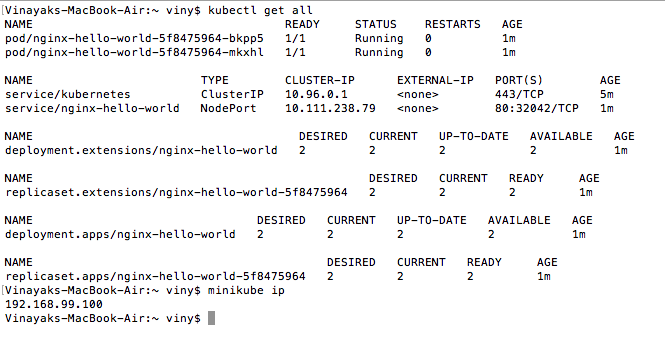 [Vinayaks-MacBook-Air:~ viny$ kubectl get all
NAME READY STATUS RESTARTS AGE
pod/nginx-hello-world-5f8475964-bkpp5 1/1 Running 0 1m
pod/nginx-hello-world-5f8475964-mkxhl 1/1 Running 0 1m
NAME TYPE CLUSTER-IP EXTERNAL-IP PORT(S) AGE
service/kubernetes ClusterIP 10.96.0.1 <none> 443/TCP 5m
service/nginx-hello-world NodePort 10.111.238.79 <none> 80:32042/TCP 1m
NAME DESIRED CURRENT UP-TO-DATE AVAILABLE AGE
deployment.extensions/nginx-hello-world 2 2 2 2 1m
NAME DESIRED CURRENT READY AGE
replicaset.extensions/nginx-hello-world-5f8475964 2 2 2 1m
NAME DESIRED CURRENT UP-TO-DATE AVAILABLE AGE
deployment.apps/nginx-hello-world 2 2 2 2 1m
NAME DESIRED CURRENT READY AGE
replicaset.apps/nginx-hello-world-5f8475964 2 2 2 1m
[Vinayaks-MacBook-Air:~ viny$ minikube ip
192.168.99.100
Vinayaks-MacBook-Air:~ viny$